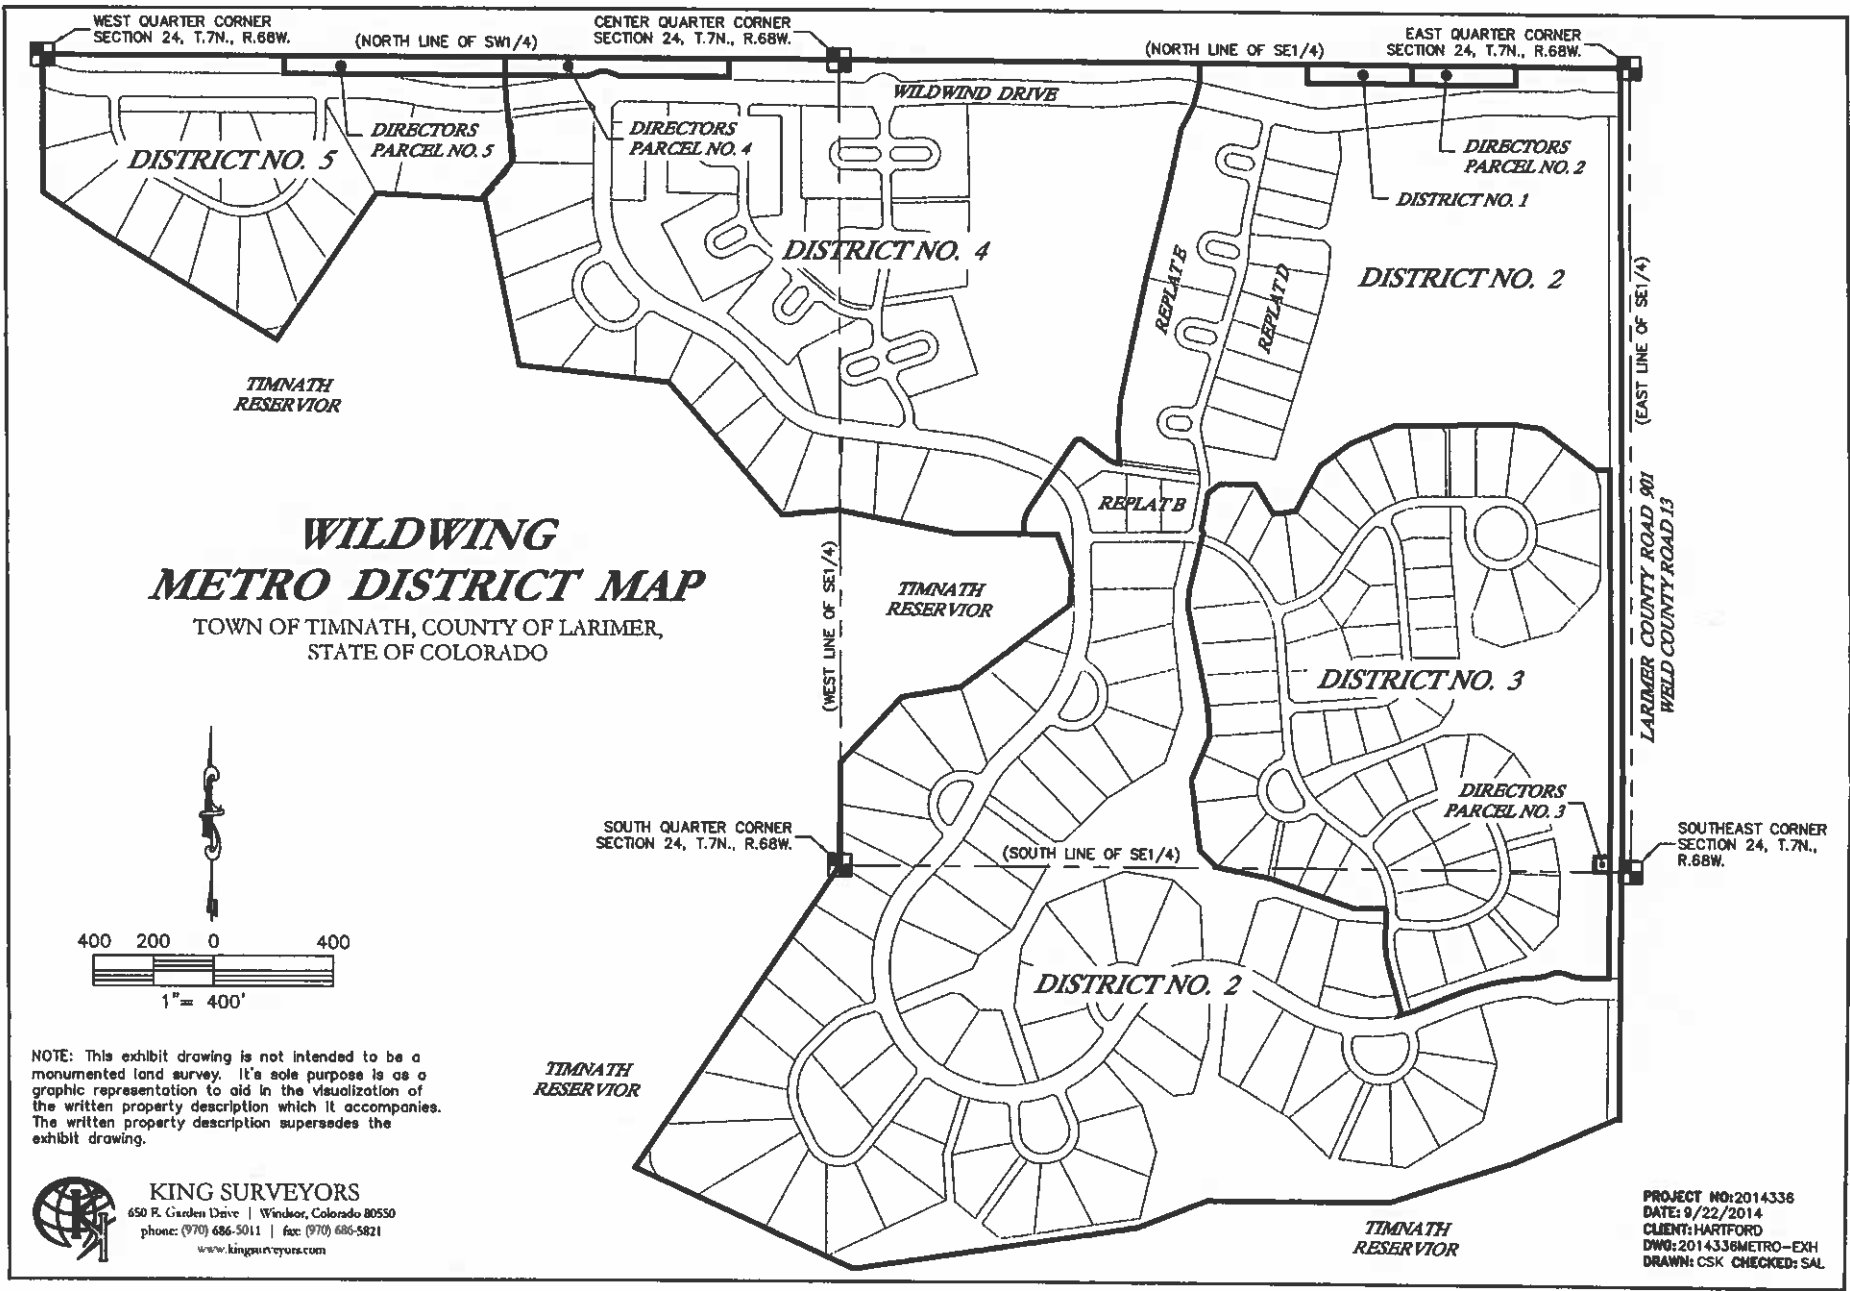 WEST QUARTER CORNER
SECTION 24, T.7N., R.68W.
(NORTH LINE OF SW1/4)
CENTER QUARTER CORNER
SECTION 24, T.7N., R.68W.
(NORTH LINE OF SE1/4)
EAST QUARTER CORNER
SECTION 24, T.7N., R.68W.
WILDWIND DRIVE
DISTRICT NO. 5
DIRECTORS
PARCEL NO. 5
DIRECTORS
PARCEL NO. 4
DIRECTORS
PARCEL NO. 2
DISTRICT NO. 1
DISTRICT NO. 4
REPLAT E
REPLAT D
DISTRICT NO. 2
(EAST LINE OF SE1/4)
TIMNATH
RESERVIOR
REPLAT B
WILDWING
METRO DISTRICT MAP
TOWN OF TIMNATH, COUNTY OF LARIMER,
STATE OF COLORADO
(WEST LINE OF SE1/4)
TIMNATH
RESERVIOR
LARIMER COUNTY ROAD 901
WELD COUNTY ROAD 13
DISTRICT NO. 3
DIRECTORS
PARCEL NO. 3
SOUTH QUARTER CORNER
SECTION 24, T.7N., R.68W.
(SOUTH LINE OF SE1/4)
SOUTHEAST CORNER
SECTION 24, T.7N.,
R.68W.
400 200 0 400
1"= 400'
DISTRICT NO. 2
NOTE: This exhibit drawing is not intended to be a
monumented land survey. It's sole purpose is as a
graphic representation to aid in the visualization of
the written property description which it accompanies.
The written property description supersedes the
exhibit drawing.
TIMNATH
RESERVIOR
KING SURVEYORS
650 E. Garden Drive | Windsor, Colorado 80550
phone: (970) 686-5011 | fax: (970) 686-5821
www.kingsurveyors.com
TIMNATH
RESERVIOR
PROJECT NO:2014336
DATE: 9/22/2014
CLIENT: HARTFORD
DWG: 2014336METRO-EXH
DRAWN: CSK CHECKED: SAL